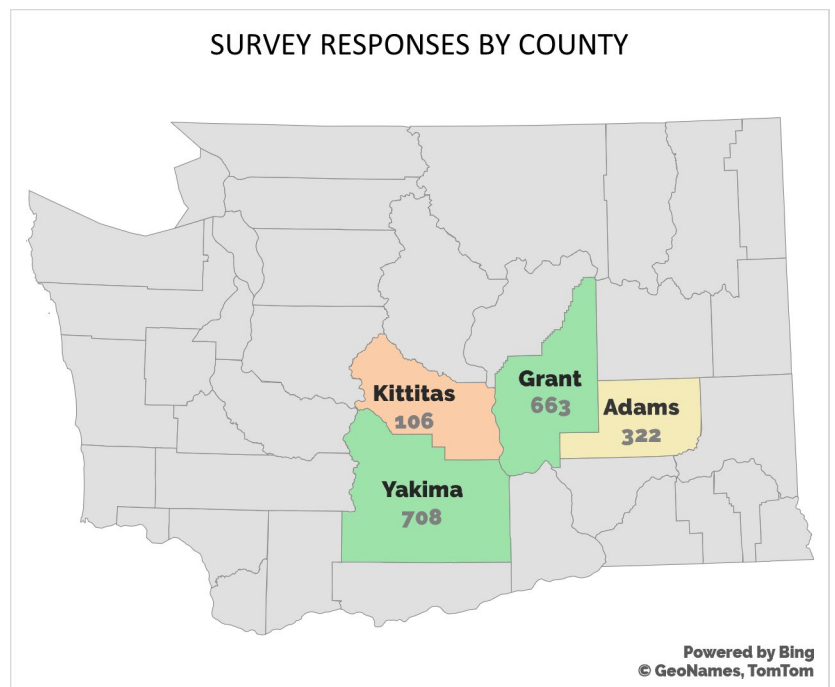 SURVEY RESPONSES BY COUNTY
Kittitas
106
Grant
663
Adams
322
Yakima
708
Powered by Bing
© GeoNames, TomTom